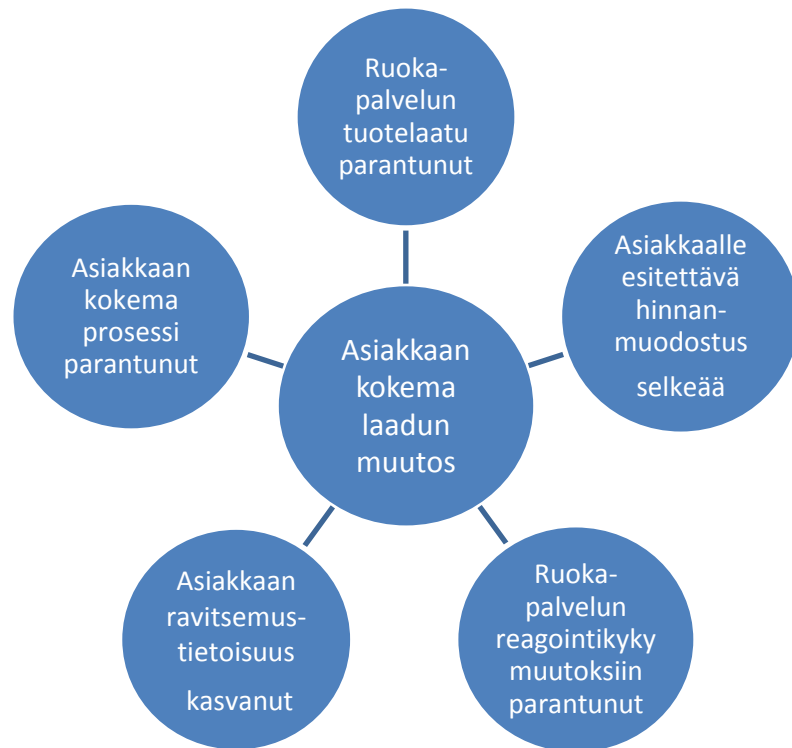 Ruoka-
palvelun
tuotelaatu
parantunut
Asiakkaalle
esitettävä
hinnan-
muodostus
selkeää
Asiakkaan
kokema
prosessi
parantunut
Asiakkaan
kokema
laadun
muutos
Ruoka-
palvelun
reagointikyky
muutoksiin
parantunut
Asiakkaan
ravitsemus-
tietoisuus
kasvanut